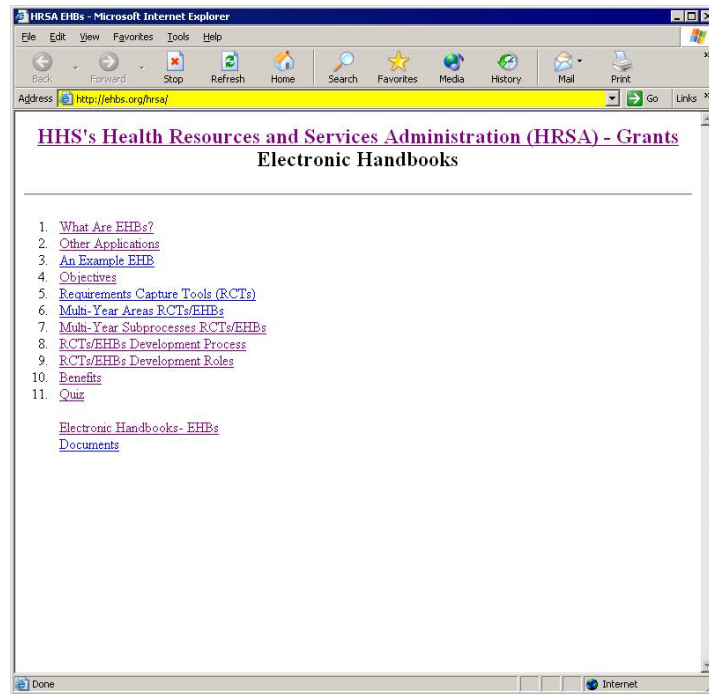 HRSA EHBs - Microsoft Internet Explorer
File Edit View Favorites Tools Help
Back Forward Stop Refresh Home Search Favorites Media History Mail Print
Address http://ehbs.org/hrsa/ Go Links
HHS's Health Resources and Services Administration (HRSA) - Grants
Electronic Handbooks
1. What Are EHBs?
2. Other Applications
3. An Example EHB
4. Objectives
5. Requirements Capture Tools (RCTs)
6. Multi-Year Areas RCTs/EHBs
7. Multi-Year Subprocesses RCTs/EHBs
8. RCTs/EHBs Development Process
9. RCTs/EHBs Development Roles
10. Benefits
11. Quiz
Electronic Handbooks- EHBs
Documents
Done Internet